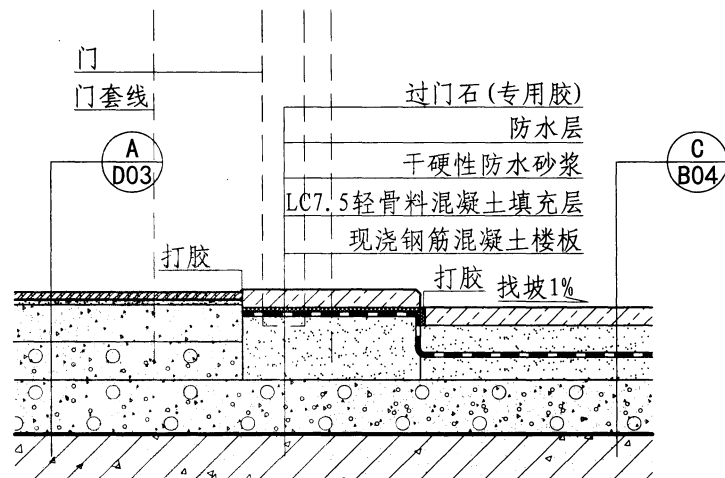 门
门套线
过门石(专用胶)
防水层
干硬性防水砂浆
LC7.5轻骨料混凝土填充层
现浇钢筋混凝土楼板
A
D03
C
B04
打胶
打胶
找坡1%